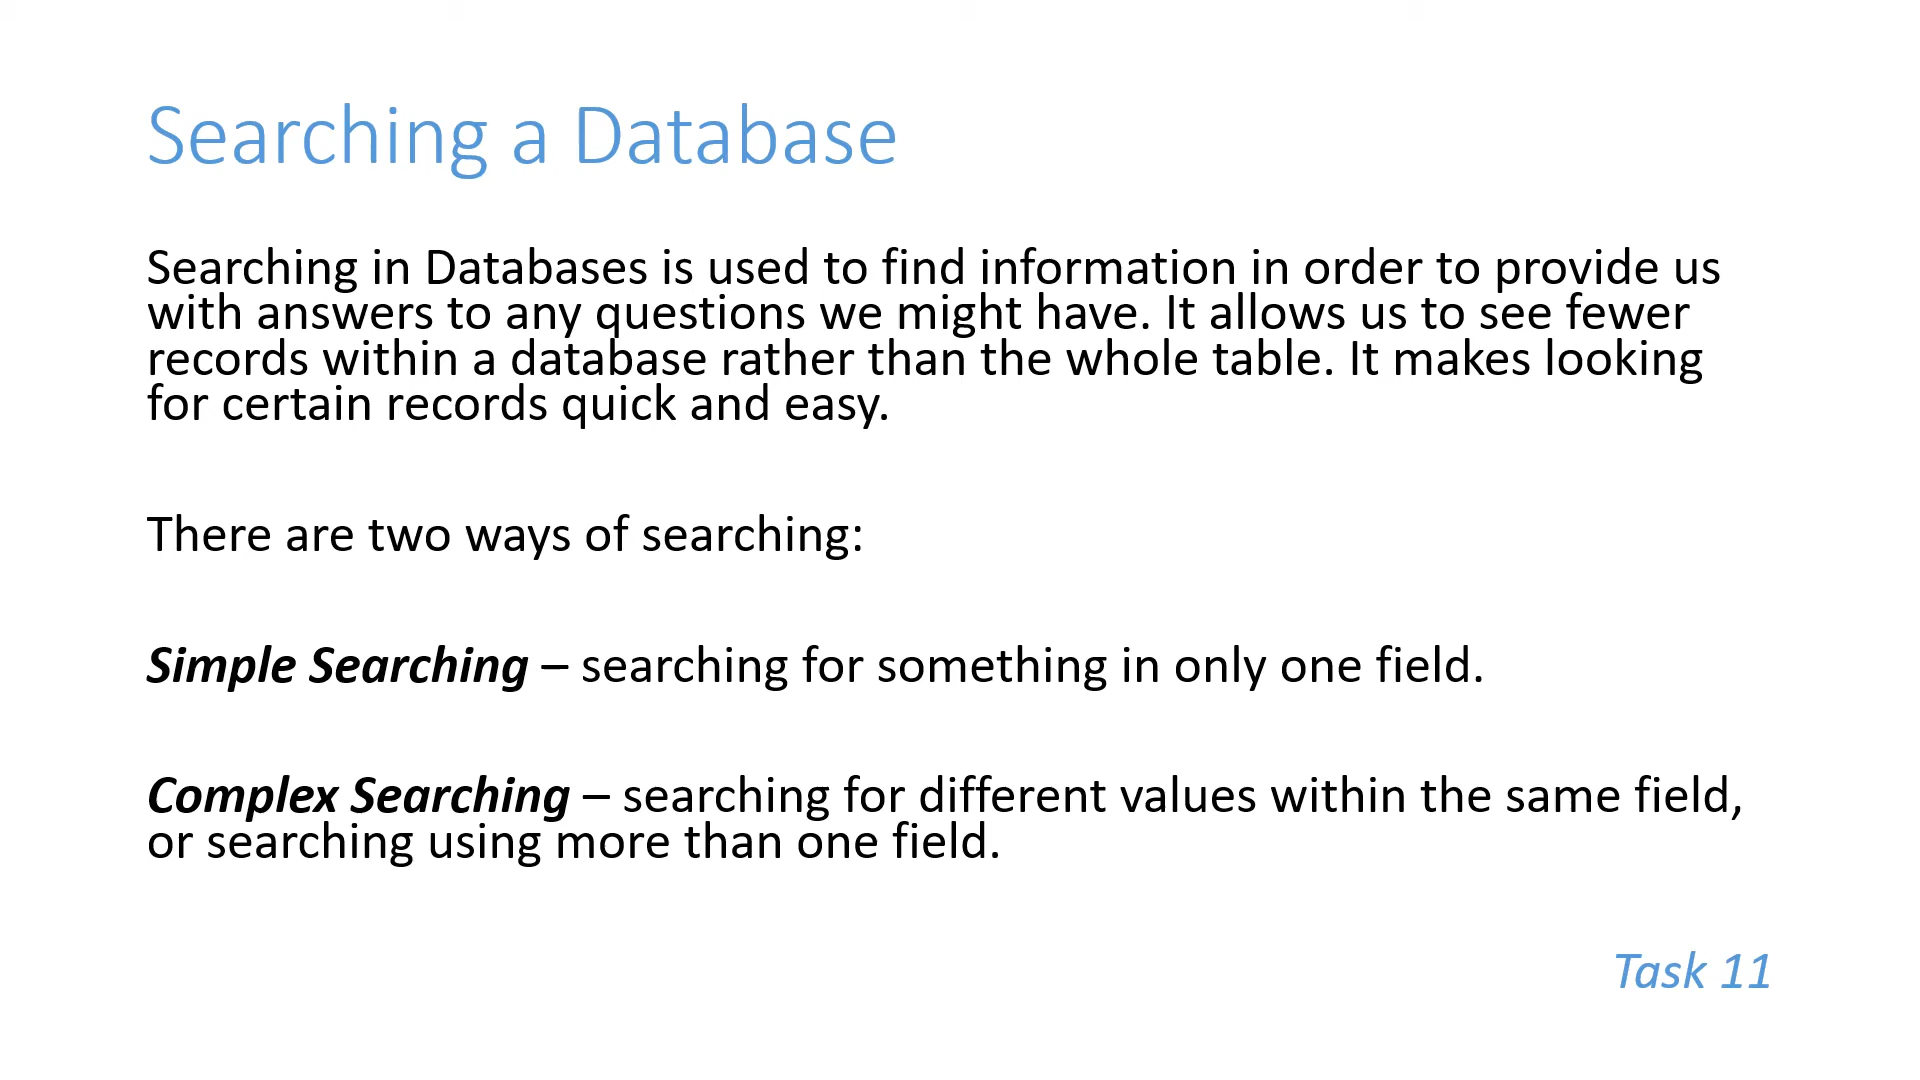 Searching a Database
Searching in Databases is used to find information in order to provide us
with answers to any questions we might have. It allows us to see fewer
records within a database rather than the whole table. It makes looking
for certain records quick and easy.
There are two ways of searching:
Simple Searching – searching for something in only one field.
Complex Searching – searching for different values within the same field,
or searching using more than one field.
Task 11